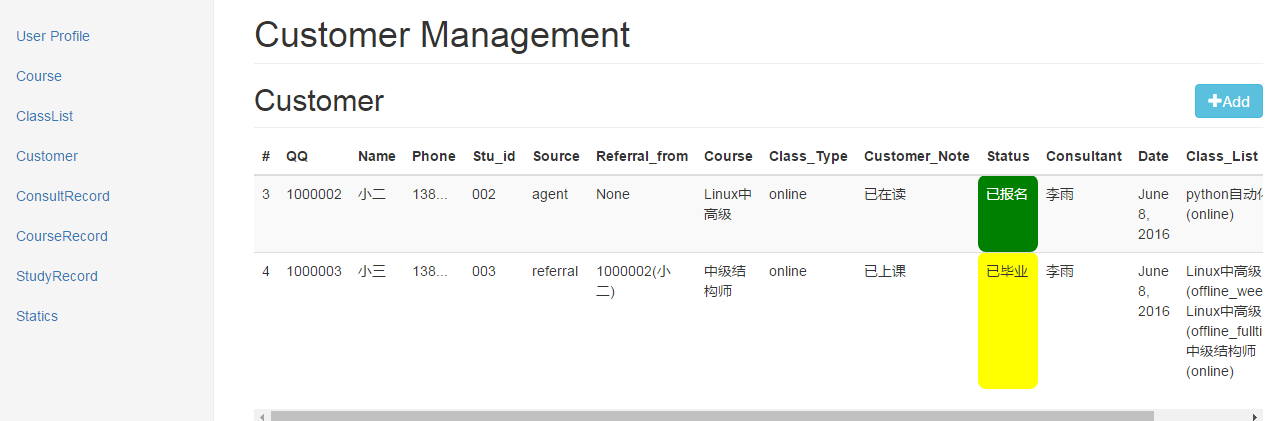 User Profile
Course
ClassList
Customer
ConsultRecord
CourseRecord
StudyRecord
Statics
Customer Management
Customer
Add
# QQ Name Phone Stu_id Source Referral_from Course Class_Type Customer_Note Status Consultant Date Class_List
3 1000002 小二 138... 002 agent None Linux中 online 已在读 已报名 李雨 June python自动
高级 8, (online)
2016
4 1000003 小三 138... 003 referral 1000002(小 中级结 online 已上课 已毕业 李雨 June Linux中高级
二) 构师 8, (offline_wee
2016 Linux中高级
(offline_fullti
中级结构师
(online)